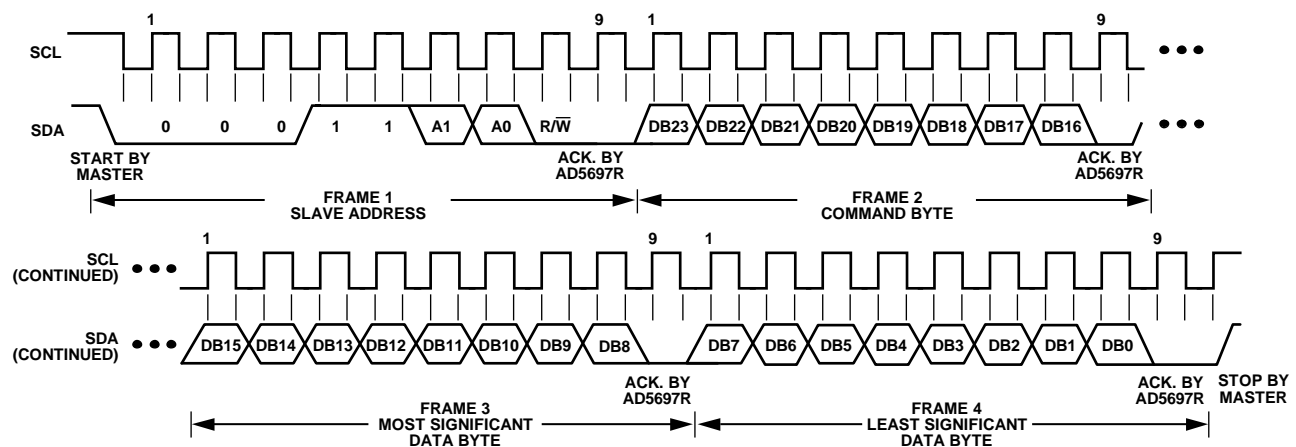 1 9 1 9
SCL
SDA 0 0 0 1 1 A1 A0 R/W̅ DB23 DB22 DB21 DB20 DB19 DB18 DB17 DB16
START BY
MASTER
ACK. BY
AD5697R
ACK. BY
AD5697R
FRAME 1
SLAVE ADDRESS
FRAME 2
COMMAND BYTE
1 9 1 9
SCL
(CONTINUED)
SDA
(CONTINUED)
DB15 DB14 DB13 DB12 DB11 DB10 DB9 DB8 DB7 DB6 DB5 DB4 DB3 DB2 DB1 DB0
ACK. BY
AD5697R
ACK. BY
AD5697R
STOP BY
MASTER
FRAME 3
MOST SIGNIFICANT
DATA BYTE
FRAME 4
LEAST SIGNIFICANT
DATA BYTE